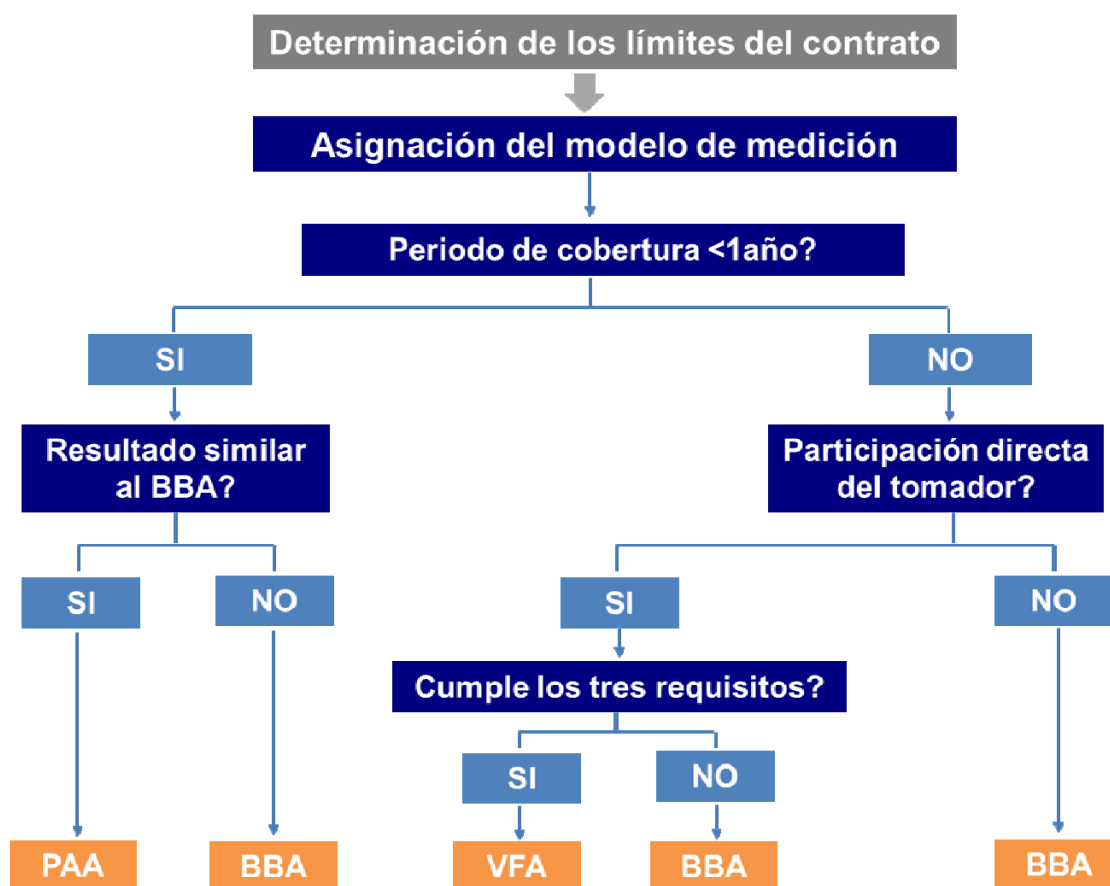 Determinación de los límites del contrato
Asignación del modelo de medición
Periodo de cobertura <1año?
SI
NO
Resultado similar
al BBA?
Participación directa
del tomador?
SI
NO
SI
NO
Cumple los tres requisitos?
SI
NO
PAA
BBA
VFA
BBA
BBA